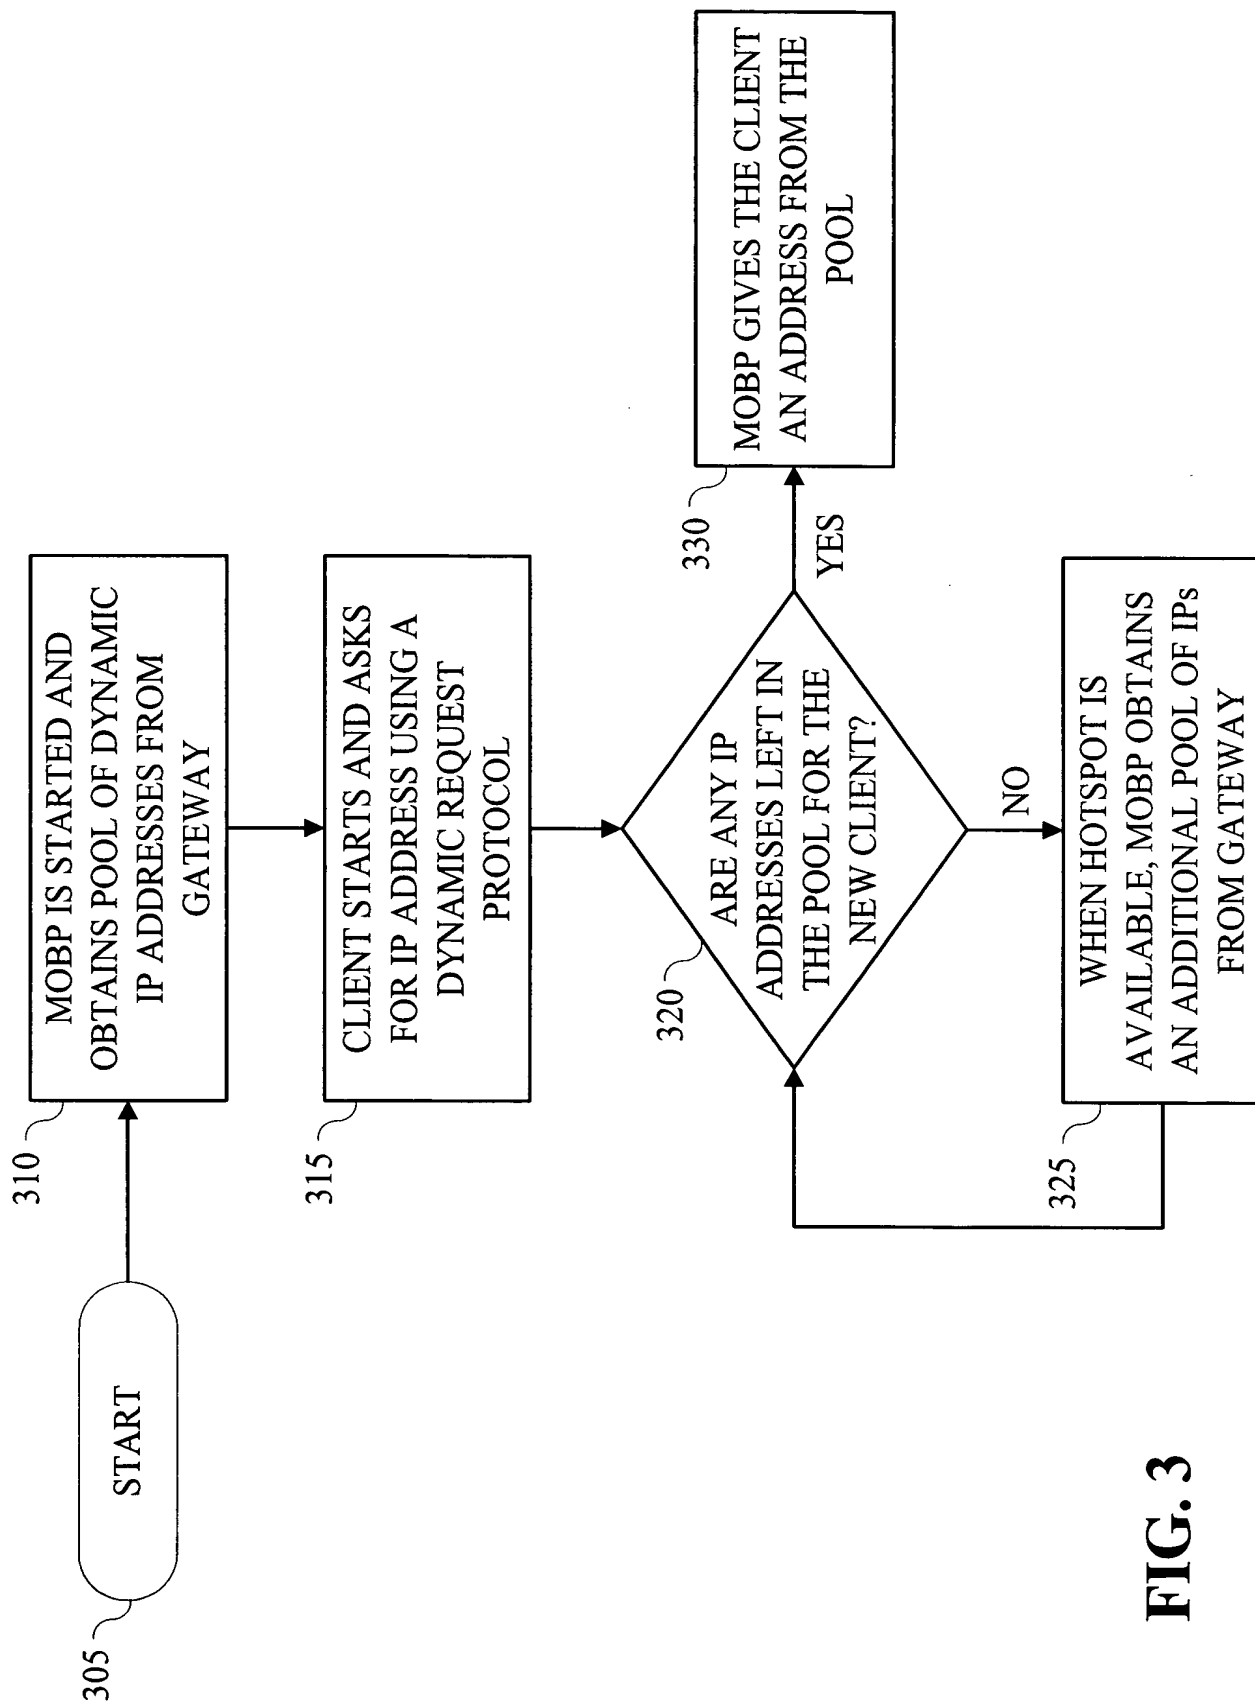 305
START
310
MOBP IS STARTED AND
OBTAINS POOL OF DYNAMIC
IP ADDRESSES FROM
GATEWAY
315
CLIENT STARTS AND ASKS
FOR IP ADDRESS USING A
DYNAMIC REQUEST
PROTOCOL
320
ARE ANY IP
ADDRESSES LEFT IN
THE POOL FOR THE
NEW CLIENT?
YES
330
MOBP GIVES THE CLIENT
AN ADDRESS FROM THE
POOL
NO
325
WHEN HOTSPOT IS
AVAILABLE, MOBP OBTAINS
AN ADDITIONAL POOL OF IPs
FROM GATEWAY
FIG. 3